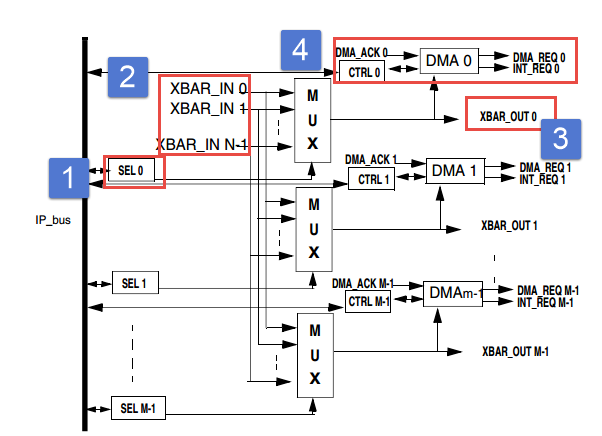 4
DMA_ACK 0
DMA 0
DMA_REQ 0
INT_REQ 0
CTRL 0
2
XBAR_IN 0
XBAR_IN 1
XBAR_IN N-1
M
U
X
XBAR_OUT 0
3
1
SEL 0
DMA_ACK 1
DMA 1
DMA_REQ 1
INT_REQ 1
CTRL 1
IP_bus
M
U
X
XBAR_OUT 1
SEL 1
DMA_ACK M-1
DMAm-1
DMA_REQ M-1
INT_REQ M-1
CTRL M-1
M
U
X
XBAR_OUT M-1
SEL M-1